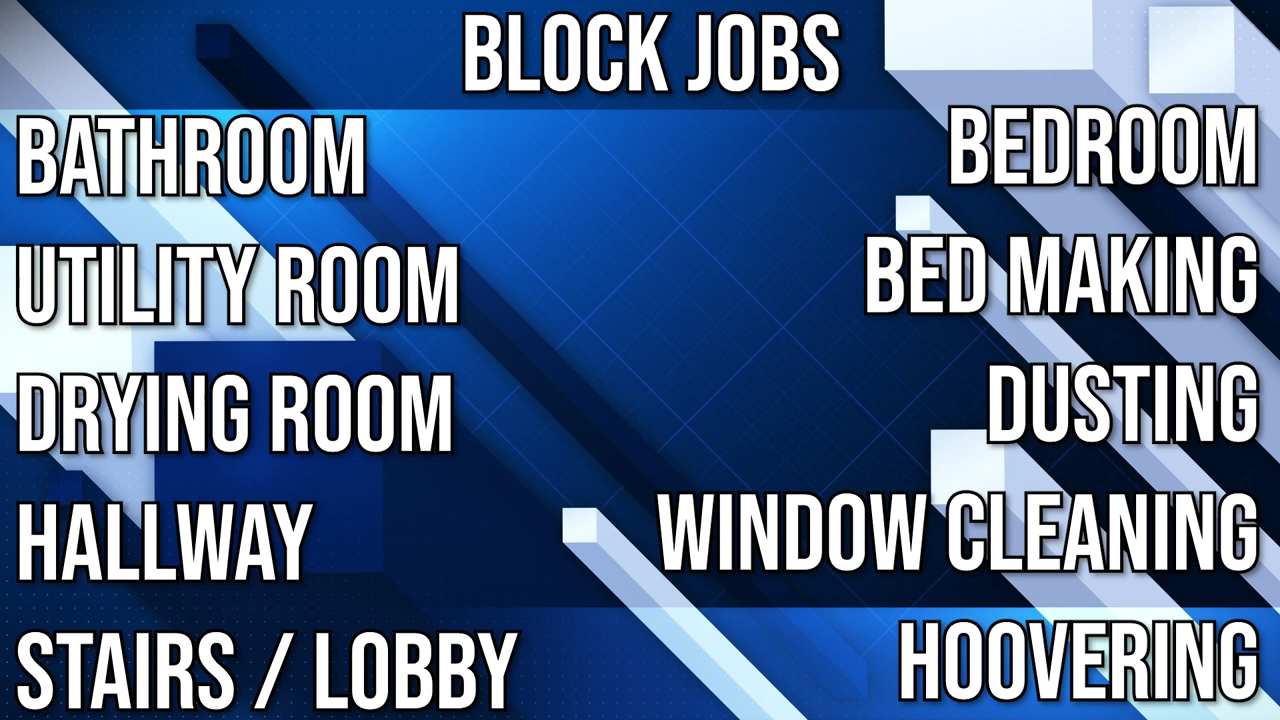 BLOCK JOBS
BATHROOM
UTILITY ROOM
DRYING ROOM
HALLWAY
STAIRS / LOBBY
BEDROOM
BED MAKING
DUSTING
WINDOW CLEANING
HOOVERING